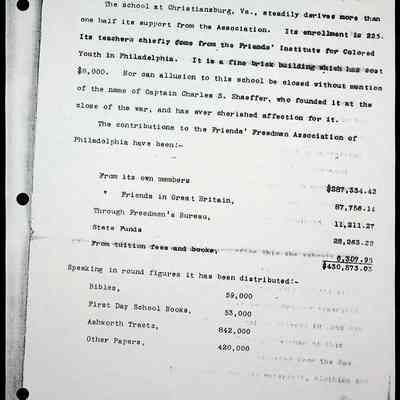 The school at Christiansburg, Va., steadily derives more than
one half its support from the Association. Its enrollment is 225.
Its teachers chiefly come from the Friends' Institute for Colored
Youth in Philadelphia. It is a fine brick building which has cost
$8,000. Nor can allusion to this school be closed without mention
of the name of Captain Charles S. Shaeffer, who founded it at the
close of the war, and has ever cherished affection for it.
The contributions to the Friends' Freedman Association of
Philadelphia have been:-
From its own members $287,334.42
" Friends in Great Britain, 87,756.14
Through Freedmen's Bureau, 11,211.27
State Funds 28,263.25
From tuition fees and books, 6,307.95
$430,873.03
Speaking in round figures it has been distributed:-
Bibles, 59,000
First Day School Books, 53,000
Ashworth Tracts, 842,000
Other Papers, 420,000